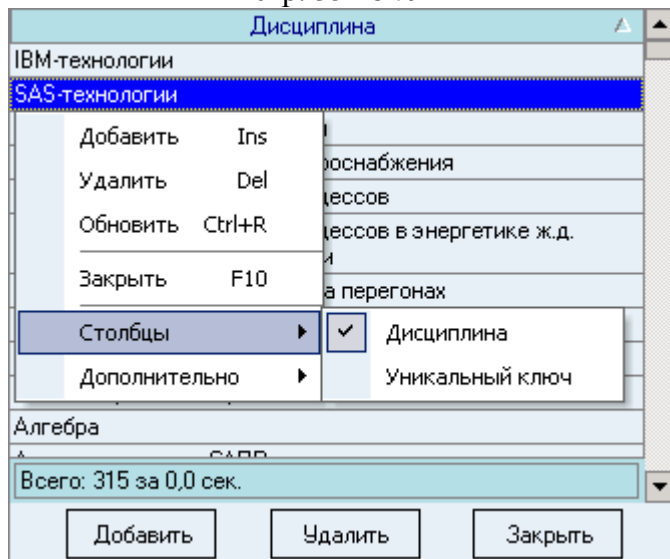 Дисциплина
IBM-технологии
SAS-технологии
Добавить Ins
Удалить Del
Обновить Ctrl+R
Закрыть F10
Столбцы
Дополнительно
роснабжения
цессов
цессов в энергетике ж.д.
и
а перегонах
Дисциплина
Уникальный ключ
Алгебра
Всего: 315 за 0,0 сек.
Добавить Удалить Закрыть